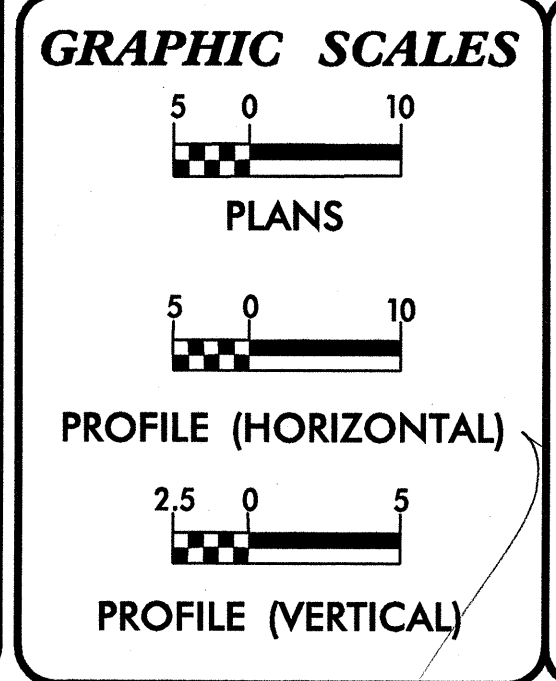 GRAPHIC SCALES
5 0 10
PLANS
5 0 10
PROFILE (HORIZONTAL)
2.5 0 5
PROFILE (VERTICAL)